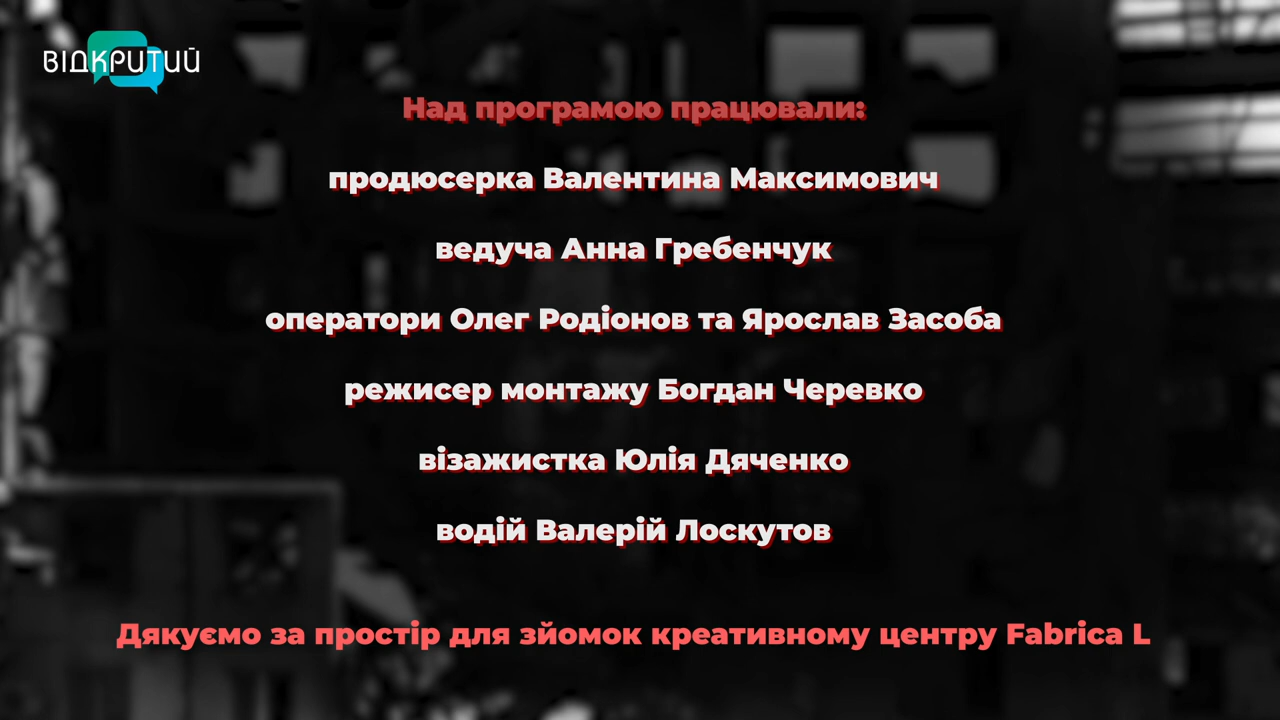 ВІДКРИТИЙ
Над програмою працювали:
продюсерка Валентина Максимович
ведуча Анна Гребенчук
оператори Олег Родіонов та Ярослав Засоба
режисер монтажу Богдан Черевко
візажистка Юлія Дяченко
водій Валерій Лоскутов
Дякуємо за простір для зйомок креативному центру Fabrica L